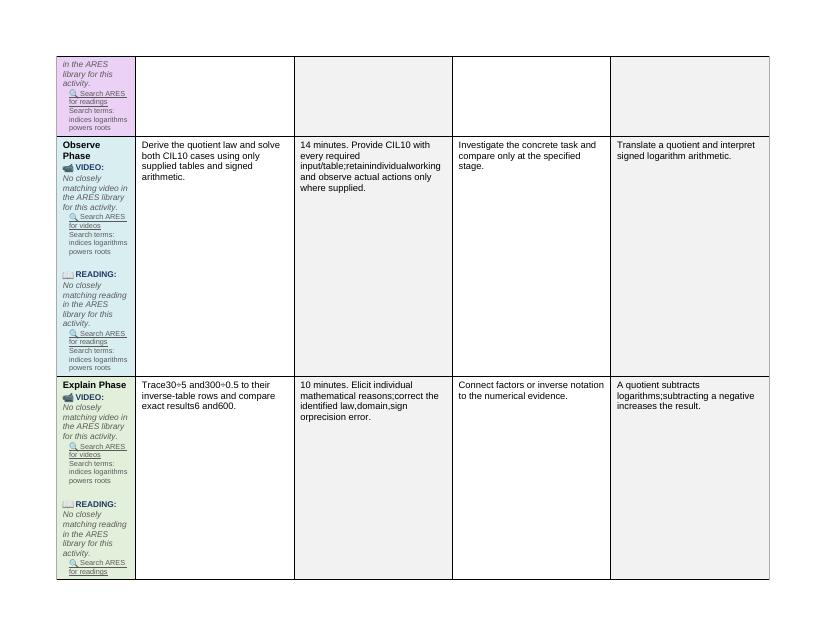 in the ARES
library for this
activity.
🔍 Search ARES
for readings
Search terms:
indices logarithms
powers roots
Observe
Phase
📹 VIDEO:
No closely
matching video in
the ARES library
for this activity.
🔍 Search ARES
for videos
Search terms:
indices logarithms
powers roots
📖 READING:
No closely
matching reading
in the ARES
library for this
activity.
🔍 Search ARES
for readings
Search terms:
indices logarithms
powers roots
Derive the quotient law and solve
both CIL10 cases using only
supplied tables and signed
arithmetic.
14 minutes. Provide CIL10 with
every required
input/table;retainindividualworking
and observe actual actions only
where supplied.
Investigate the concrete task and
compare only at the specified
stage.
Translate a quotient and interpret
signed logarithm arithmetic.
Explain Phase
📹 VIDEO:
No closely
matching video in
the ARES library
for this activity.
🔍 Search ARES
for videos
Search terms:
indices logarithms
powers roots
📖 READING:
No closely
matching reading
in the ARES
library for this
activity.
🔍 Search ARES
for readings
Trace30÷5 and300÷0.5 to their
inverse-table rows and compare
exact results6 and600.
10 minutes. Elicit individual
mathematical reasons;correct the
identified law,domain,sign
orprecision error.
Connect factors or inverse notation
to the numerical evidence.
A quotient subtracts
logarithms;subtracting a negative
increases the result.